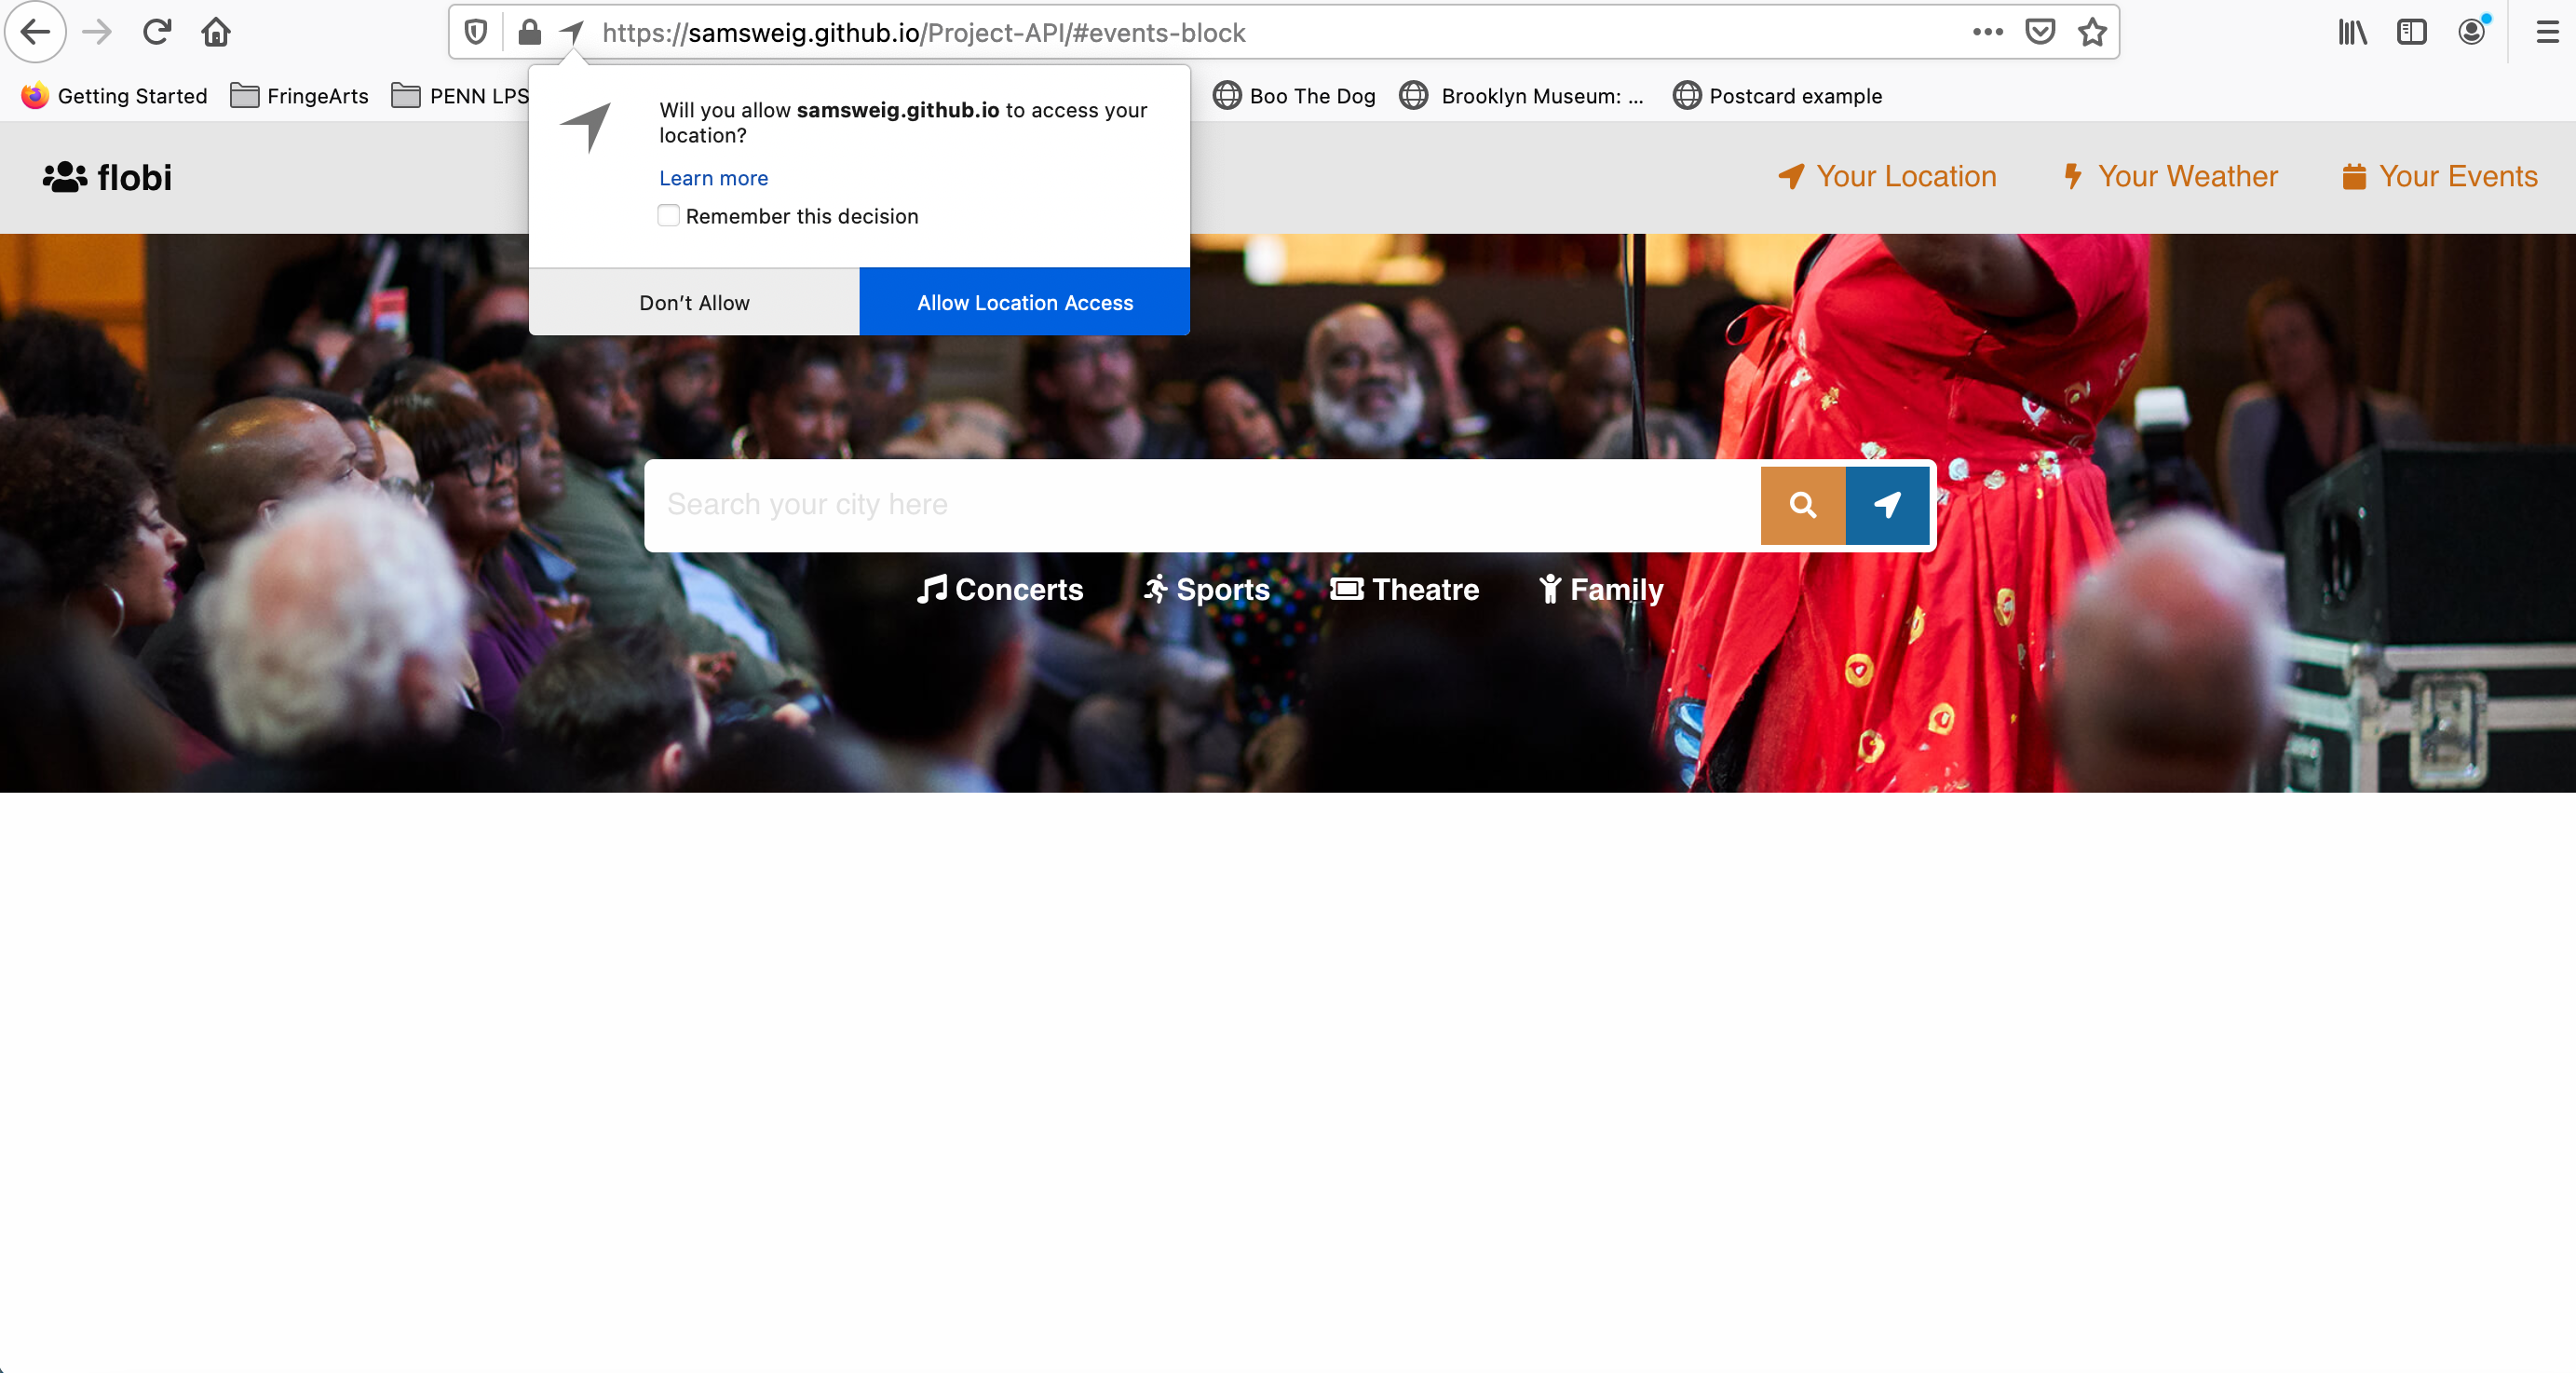 https://samsweig.github.io/Project-API/#events-block
Getting Started FringeArts PENN LPS Boo The Dog Brooklyn Museum: ... Postcard example
Will you allow samsweig.github.io to access your
location?
Learn more
Remember this decision
Don't Allow Allow Location Access
flobi Your Location Your Weather Your Events
Search your city here
Concerts Sports Theatre Family